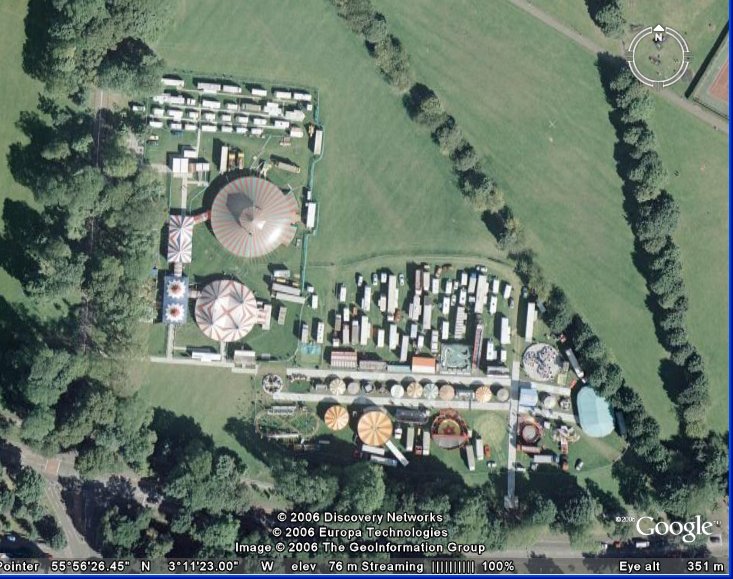 N
© 2006 Discovery Networks
© 2006 Europa Technologies
Image © 2006 The GeoInformation Group
© 2006 Google™
Pointer 55°56'26.45" N 3°11'23.00" W elev 76 m Streaming |||||||||| 100% Eye alt 351 m